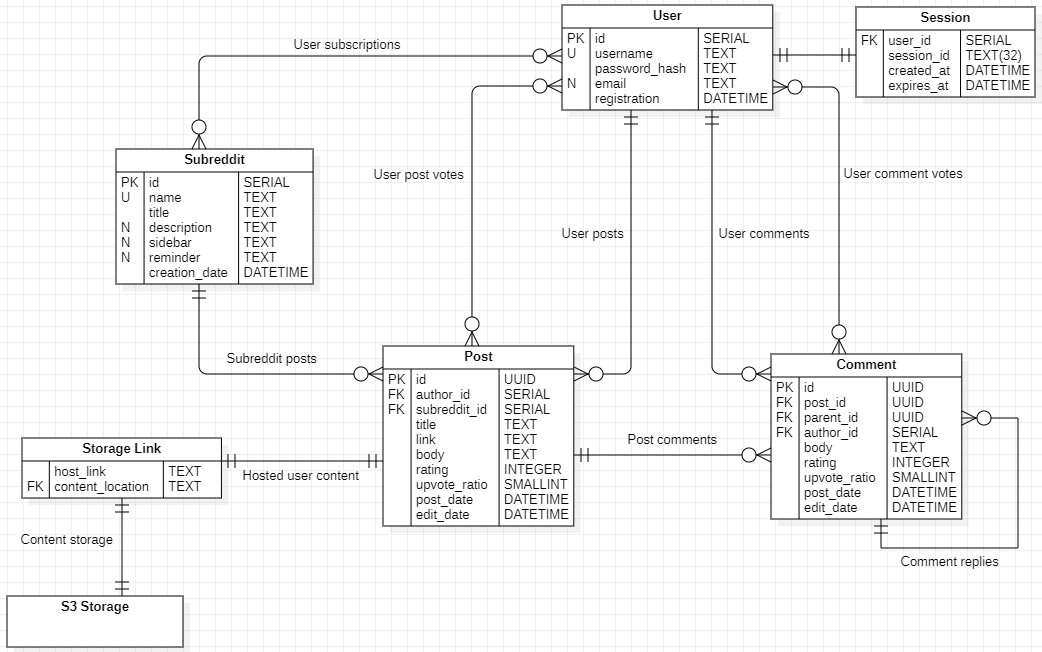 User
PK id SERIAL
U username TEXT
password_hash TEXT
N email TEXT
registration DATETIME
Session
FK user_id SERIAL
session_id TEXT(32)
created_at DATETIME
expires_at DATETIME
User subscriptions
User post votes
User posts
User comments
User comment votes
Subreddit
PK id SERIAL
U name TEXT
title TEXT
N description TEXT
N sidebar TEXT
N reminder TEXT
creation_date DATETIME
Subreddit posts
Post
PK id UUID
FK author_id SERIAL
FK subreddit_id SERIAL
title TEXT
link TEXT
body TEXT
rating INTEGER
upvote_ratio SMALLINT
post_date DATETIME
edit_date DATETIME
Post comments
Comment
PK id UUID
FK post_id UUID
FK parent_id UUID
FK author_id SERIAL
body TEXT
rating INTEGER
upvote_ratio SMALLINT
post_date DATETIME
edit_date DATETIME
Comment replies
Storage Link
host_link TEXT
FK content_location TEXT
Hosted user content
Content storage
S3 Storage